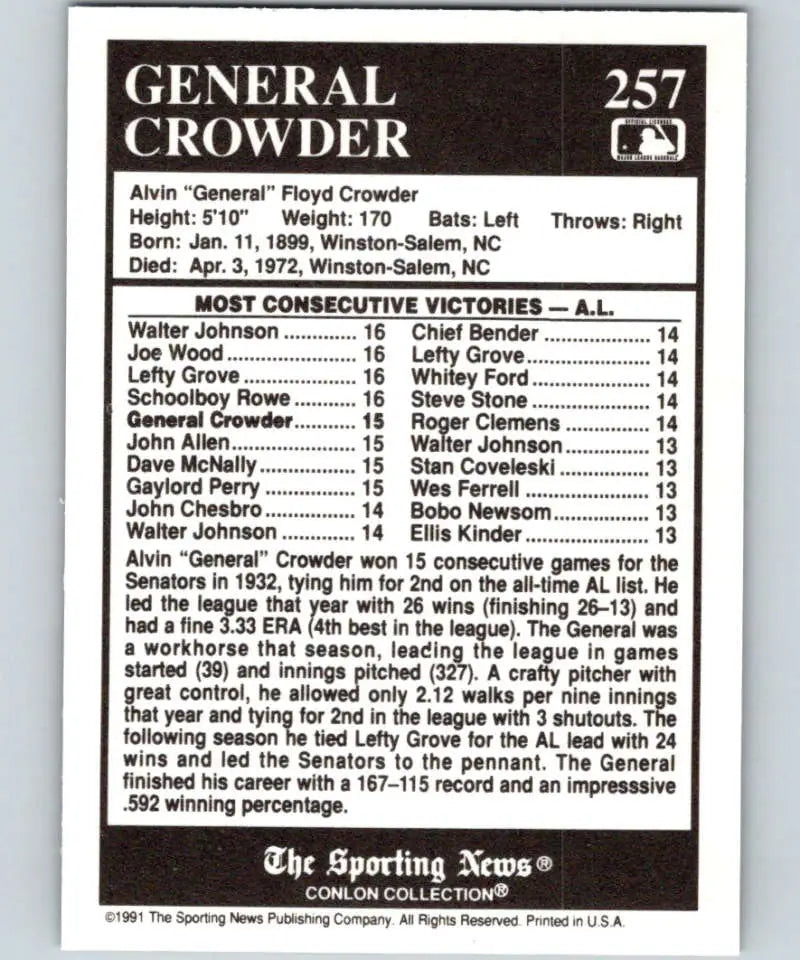 GENERAL
CROWDER
257
OFFICIAL LICENSEE
MAJOR LEAGUE BASEBALL
Alvin "General" Floyd Crowder
Height: 5'10" Weight: 170 Bats: Left Throws: Right
Born: Jan. 11, 1899, Winston-Salem, NC
Died: Apr. 3, 1972, Winston-Salem, NC
MOST CONSECUTIVE VICTORIES — A.L.
Walter Johnson ............. 16
Joe Wood ....................... 16
Lefty Grove .................... 16
Schoolboy Rowe ............ 16
General Crowder............ 15
John Allen...................... 15
Dave McNally ................. 15
Gaylord Perry ................. 15
John Chesbro ................ 14
Walter Johnson ............. 14
Chief Bender ................... 14
Lefty Grove...................... 14
Whitey Ford..................... 14
Steve Stone ..................... 14
Roger Clemens ............... 14
Walter Johnson ............... 13
Stan Coveleski ................ 13
Wes Ferrell ...................... 13
Bobo Newsom................. 13
Ellis Kinder...................... 13
Alvin "General" Crowder won 15 consecutive games for the
Senators in 1932, tying him for 2nd on the all-time AL list. He
led the league that year with 26 wins (finishing 26–13) and
had a fine 3.33 ERA (4th best in the league). The General was
a workhorse that season, leading the league in games
started (39) and innings pitched (327). A crafty pitcher with
great control, he allowed only 2.12 walks per nine innings
that year and tying for 2nd in the league with 3 shutouts. The
following season he tied Lefty Grove for the AL lead with 24
wins and led the Senators to the pennant. The General
finished his career with a 167–115 record and an impresssive
.592 winning percentage.
The Sporting News®
CONLON COLLECTION®
©1991 The Sporting News Publishing Company. All Rights Reserved. Printed in U.S.A.